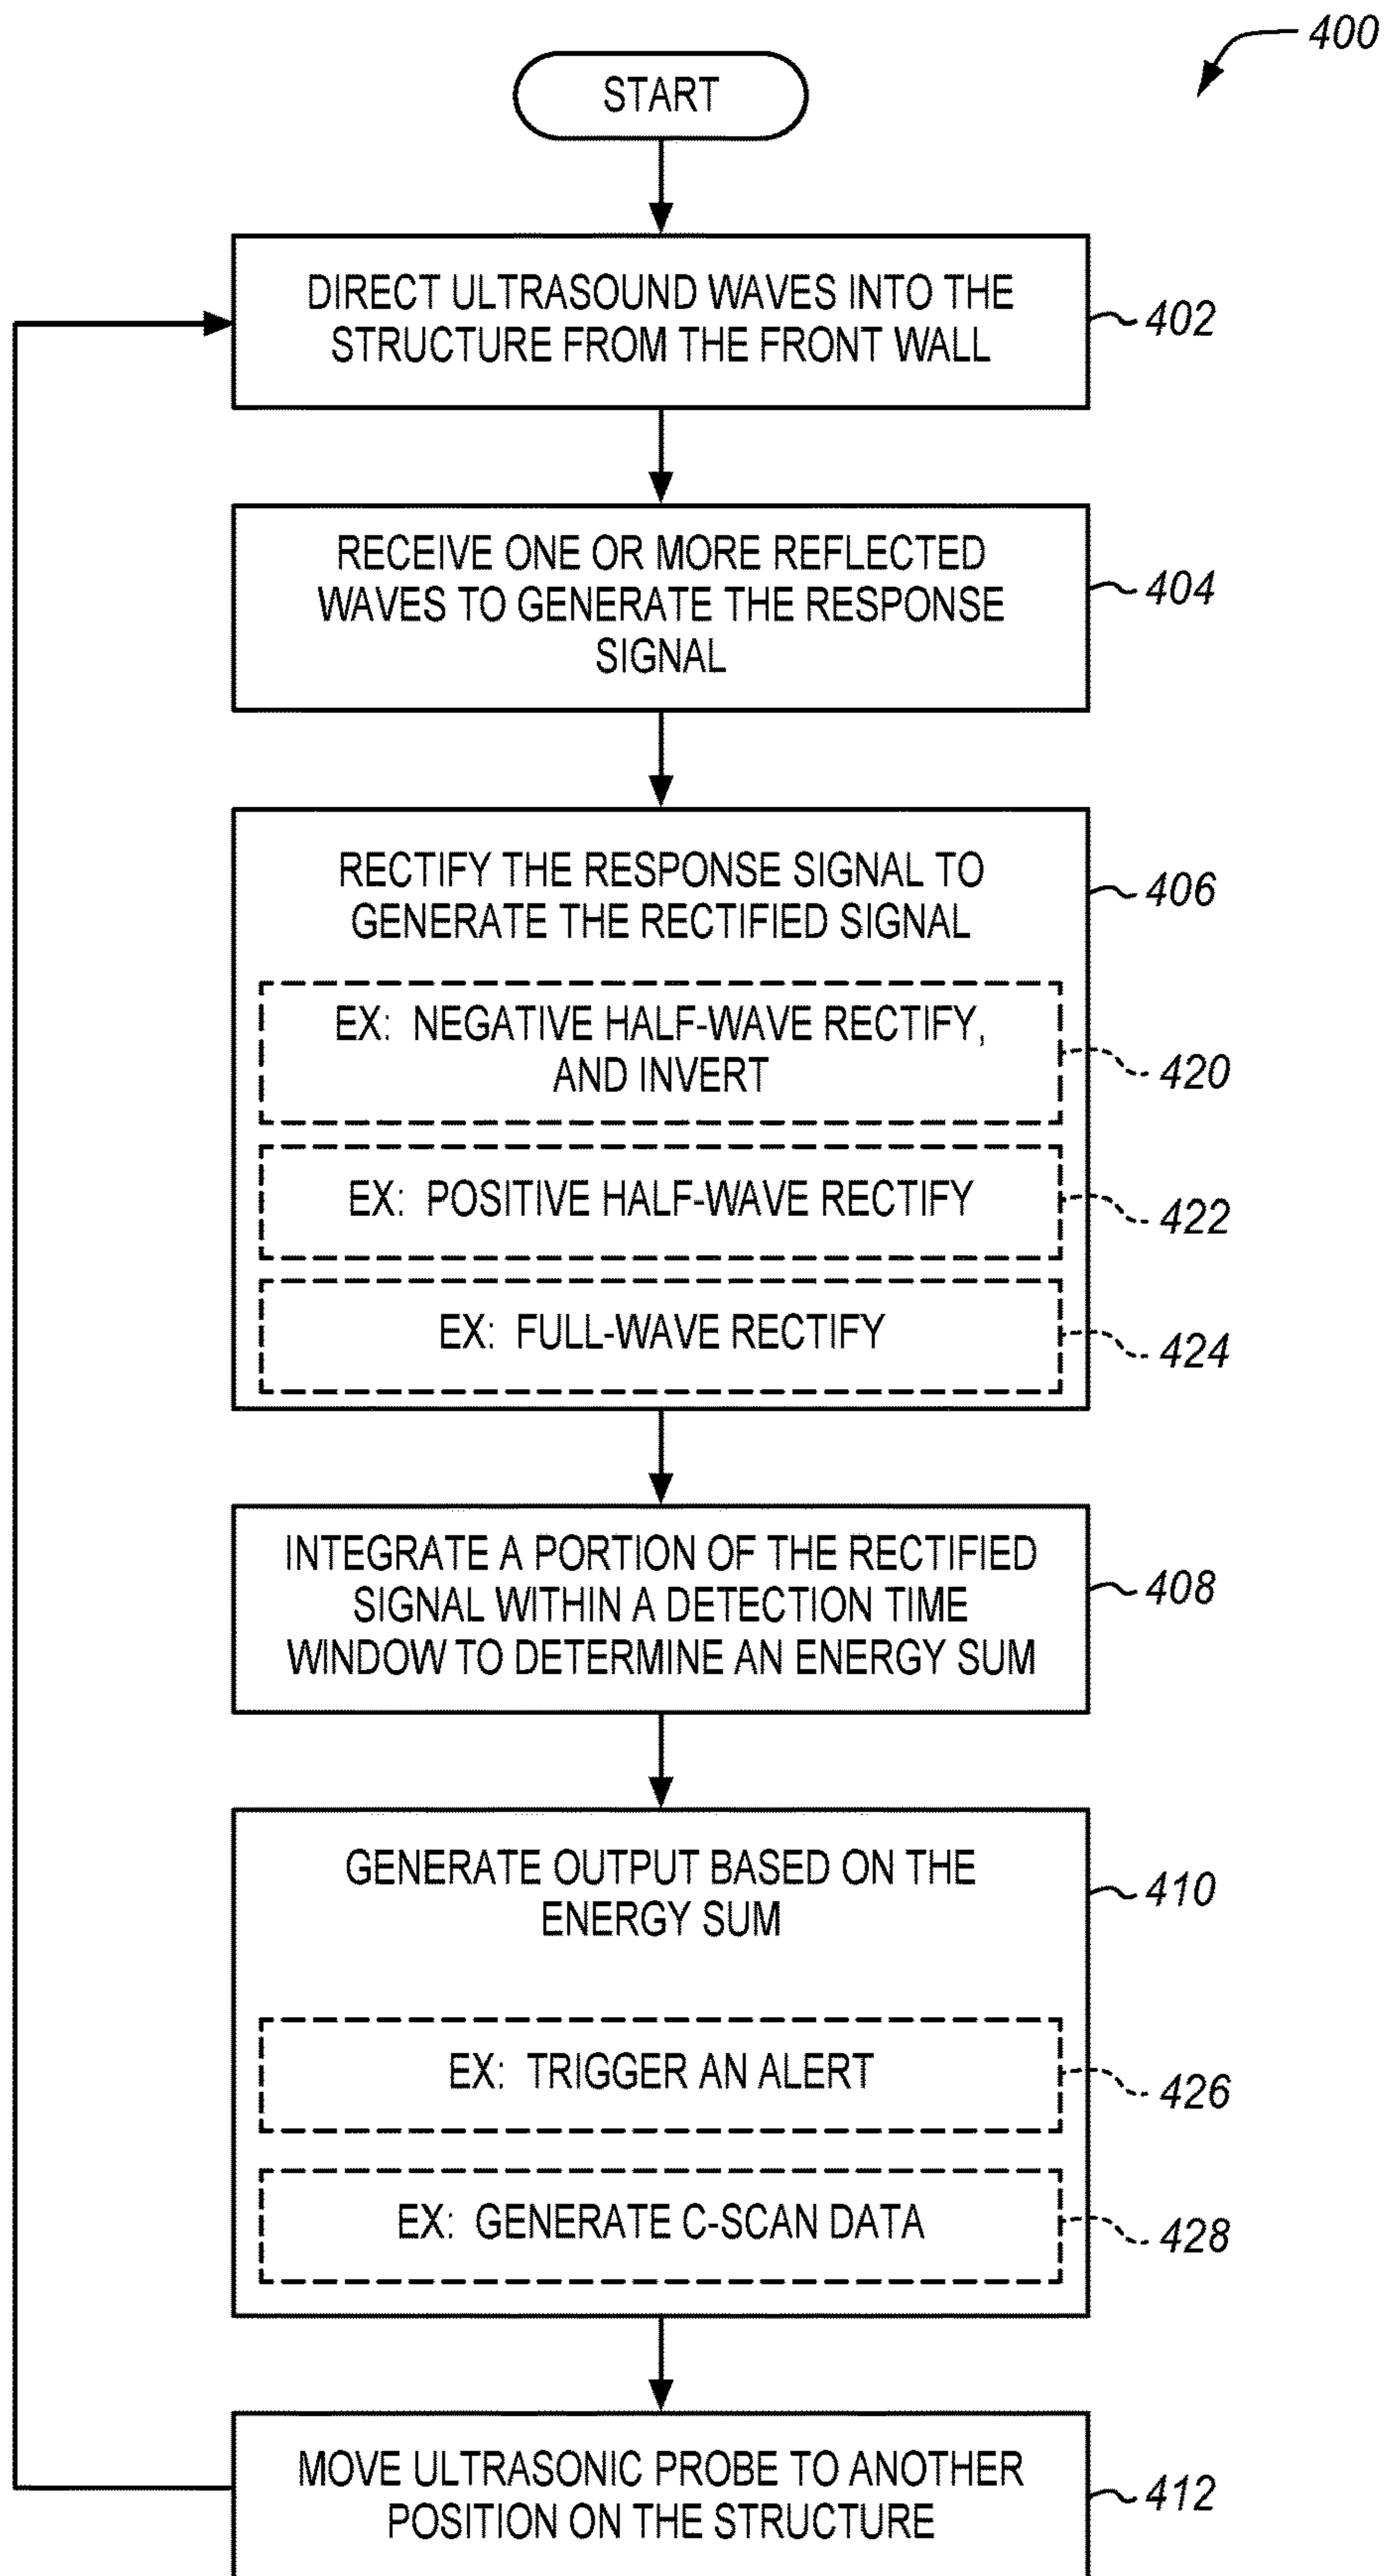 400
START
DIRECT ULTRASOUND WAVES INTO THE
STRUCTURE FROM THE FRONT WALL
402
RECEIVE ONE OR MORE REFLECTED
WAVES TO GENERATE THE RESPONSE
SIGNAL
404
RECTIFY THE RESPONSE SIGNAL TO
GENERATE THE RECTIFIED SIGNAL
406
EX: NEGATIVE HALF-WAVE RECTIFY,
AND INVERT
420
EX: POSITIVE HALF-WAVE RECTIFY
422
EX: FULL-WAVE RECTIFY
424
INTEGRATE A PORTION OF THE RECTIFIED
SIGNAL WITHIN A DETECTION TIME
WINDOW TO DETERMINE AN ENERGY SUM
408
GENERATE OUTPUT BASED ON THE
ENERGY SUM
410
EX: TRIGGER AN ALERT
426
EX: GENERATE C-SCAN DATA
428
MOVE ULTRASONIC PROBE TO ANOTHER
POSITION ON THE STRUCTURE
412